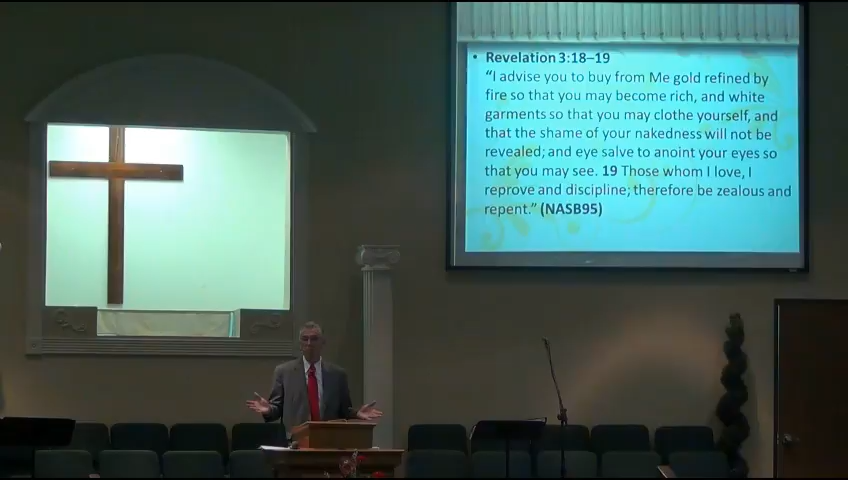 • Revelation 3:18–19
“I advise you to buy from Me gold refined by
fire so that you may become rich, and white
garments so that you may clothe yourself, and
that the shame of your nakedness will not be
revealed; and eye salve to anoint your eyes so
that you may see. 19 Those whom I love, I
reprove and discipline; therefore be zealous and
repent.” (NASB95)